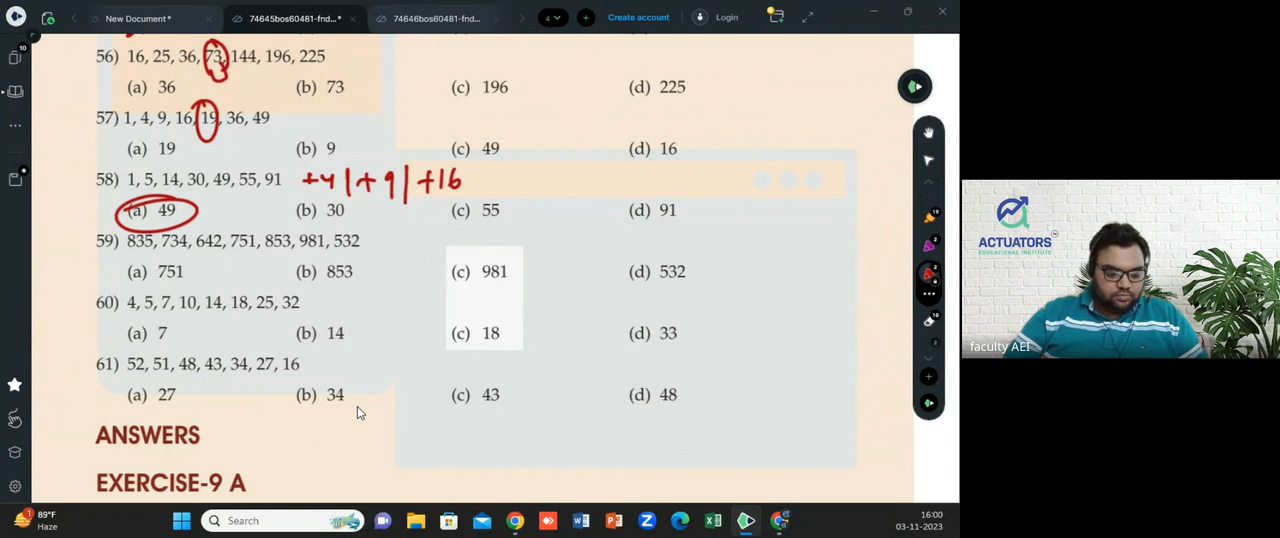 New Document*
74645bos60481-fnd...*
74646bos60481-fnd...
4
Create account
Login
10
56) 16, 25, 36, 73, 144, 196, 225
(a) 36 (b) 73 (c) 196 (d) 225
57) 1, 4, 9, 16, 19, 36, 49
(a) 19 (b) 9 (c) 49 (d) 16
58) 1, 5, 14, 30, 49, 55, 91 +4 | +9 | +16
(a) 49 (b) 30 (c) 55 (d) 91
59) 835, 734, 642, 751, 853, 981, 532
(a) 751 (b) 853 (c) 981 (d) 532
60) 4, 5, 7, 10, 14, 18, 25, 32
(a) 7 (b) 14 (c) 18 (d) 33
61) 52, 51, 48, 43, 34, 27, 16
(a) 27 (b) 34 (c) 43 (d) 48
ANSWERS
EXERCISE-9 A
ACTUATORS
EDUCATIONAL INSTITUTE
faculty AEI
89°F
Haze
Search
16:00
03-11-2023